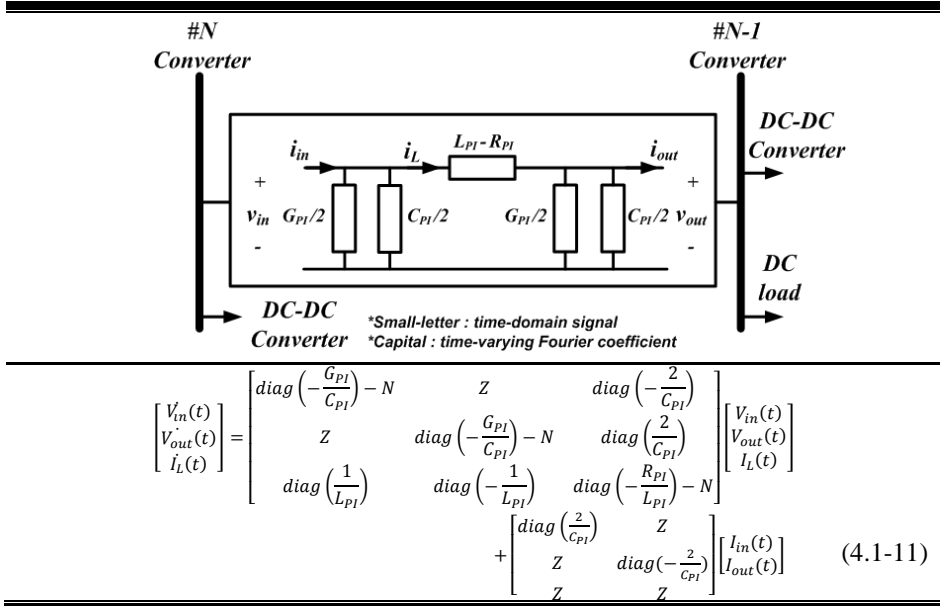 #N
Converter
#N-1
Converter
DC-DC
Converter
i_in
i_L
L_PI-R_PI
i_out
+
v_in
-
G_PI/2
C_PI/2
G_PI/2
C_PI/2
+
v_out
-
DC
load
DC-DC
Converter
*Small-letter : time-domain signal
*Capital : time-varying Fourier coefficient
[V̇_in(t) V̇_out(t) İ_L(t)] = [diag(-G_PI/C_PI) - N Z diag(-2/C_PI)
Z diag(-G_PI/C_PI) - N diag(2/C_PI)
diag(1/L_PI) diag(-1/L_PI) diag(-R_PI/L_PI) - N] [V_in(t) V_out(t) I_L(t)]
+ [diag(2/C_PI) Z
Z diag(-2/C_PI)
Z Z] [I_in(t) I_out(t)] (4.1-11)